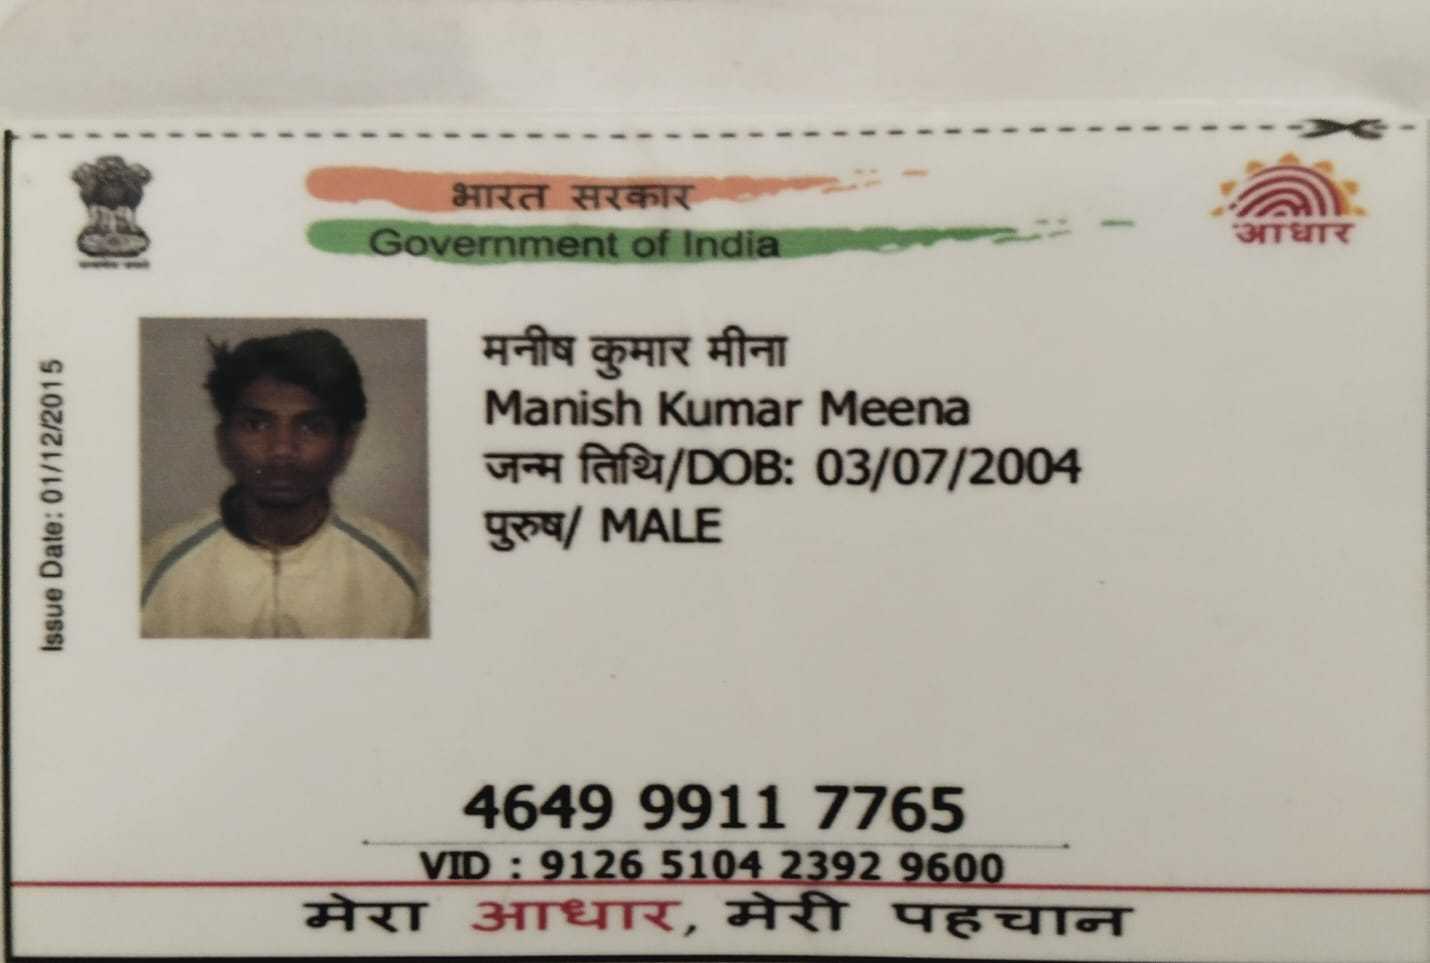 भारत सरकार
Government of India
आधार
Issue Date: 01/12/2015
मनीष कुमार मीना
Manish Kumar Meena
जन्म तिथि/DOB: 03/07/2004
पुरुष/ MALE
4649 9911 7765
VID : 9126 5104 2392 9600
मेरा आधार, मेरी पहचान